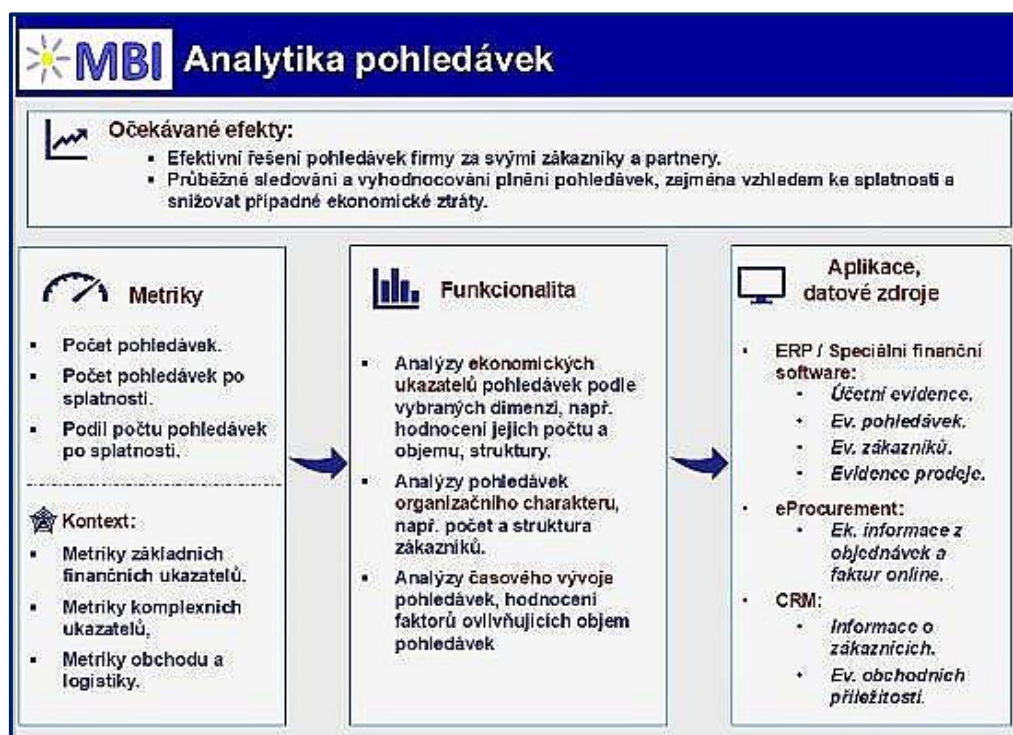 MBI Analytika pohledávek
Očekávané efekty:
▪ Efektivní řešení pohledávek firmy za svými zákazníky a partnery.
▪ Průběžné sledování a vyhodnocování plnění pohledávek, zejména vzhledem ke splatnosti a
snižovat případné ekonomické ztráty.
Metriky
▪ Počet pohledávek.
▪ Počet pohledávek po
splatnosti.
▪ Podíl počtu pohledávek
po splatnosti.
Kontext:
▪ Metriky základních
finančních ukazatelů.
▪ Metriky komplexních
ukazatelů,
▪ Metriky obchodu a
logistiky.
Funkcionalita
▪ Analýzy ekonomických
ukazatelů pohledávek podle
vybraných dimenzí, např.
hodnocení jejich počtu a
objemu, struktury.
▪ Analýzy pohledávek
organizačního charakteru,
např. počet a struktura
zákazníků.
▪ Analýzy časového vývoje
pohledávek, hodnocení
faktorů ovlivňujících objem
pohledávek
Aplikace,
datové zdroje
• ERP / Speciální finanční
software:
• Účetní evidence.
• Ev. pohledávek.
• Ev. zákazníků.
• Evidence prodeje.
• eProcurement:
• Ek. informace z
objednávek a
faktur online.
• CRM:
• Informace o
zákaznících.
• Ev. obchodních
příležitostí.